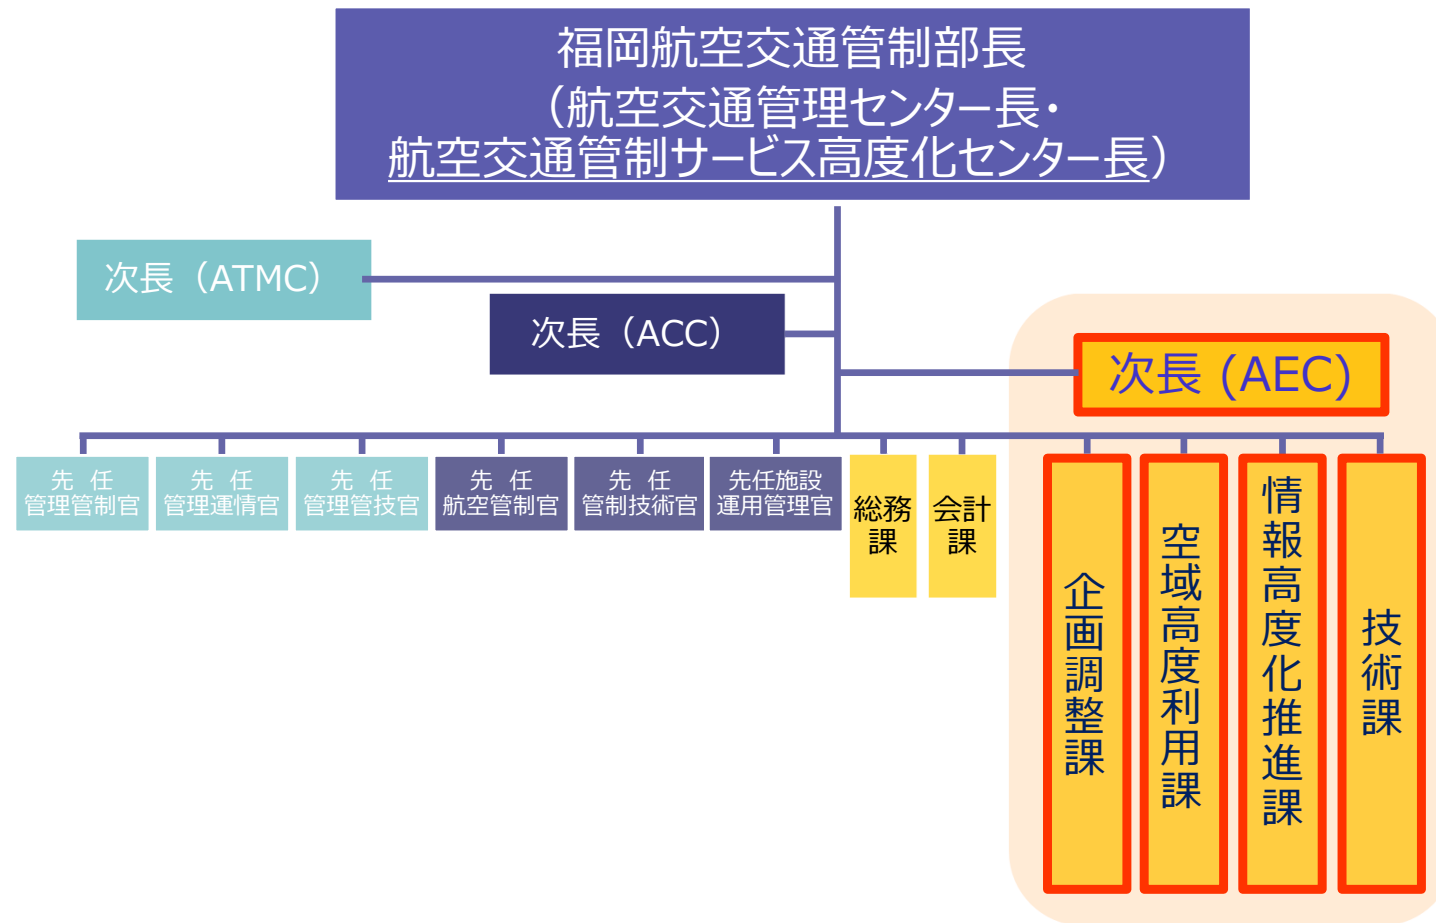 福岡航空交通管制部長
（航空交通管理センター長・
航空交通管制サービス高度化センター長）
次長（ATMC）
次長（ACC）
次長 (AEC)
先 任
管理管制官
先 任
管理運情官
先 任
管理管技官
先 任
航空管制官
先 任
管制技術官
先任施設
運用管理官
総務
課
会計
課
企画調整課
空域高度利用課
情報高度化推進課
技術課